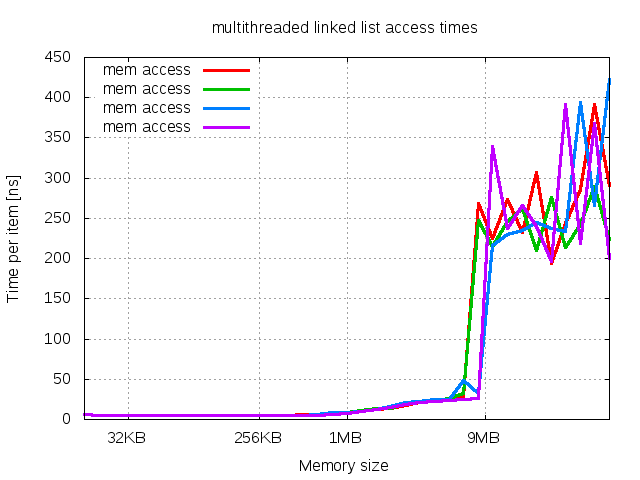 multithreaded linked list access times
450
400
350
300
250
200
150
100
50
0
Time per item [ns]
mem access
mem access
mem access
mem access
32KB 256KB 1MB 9MB
Memory size